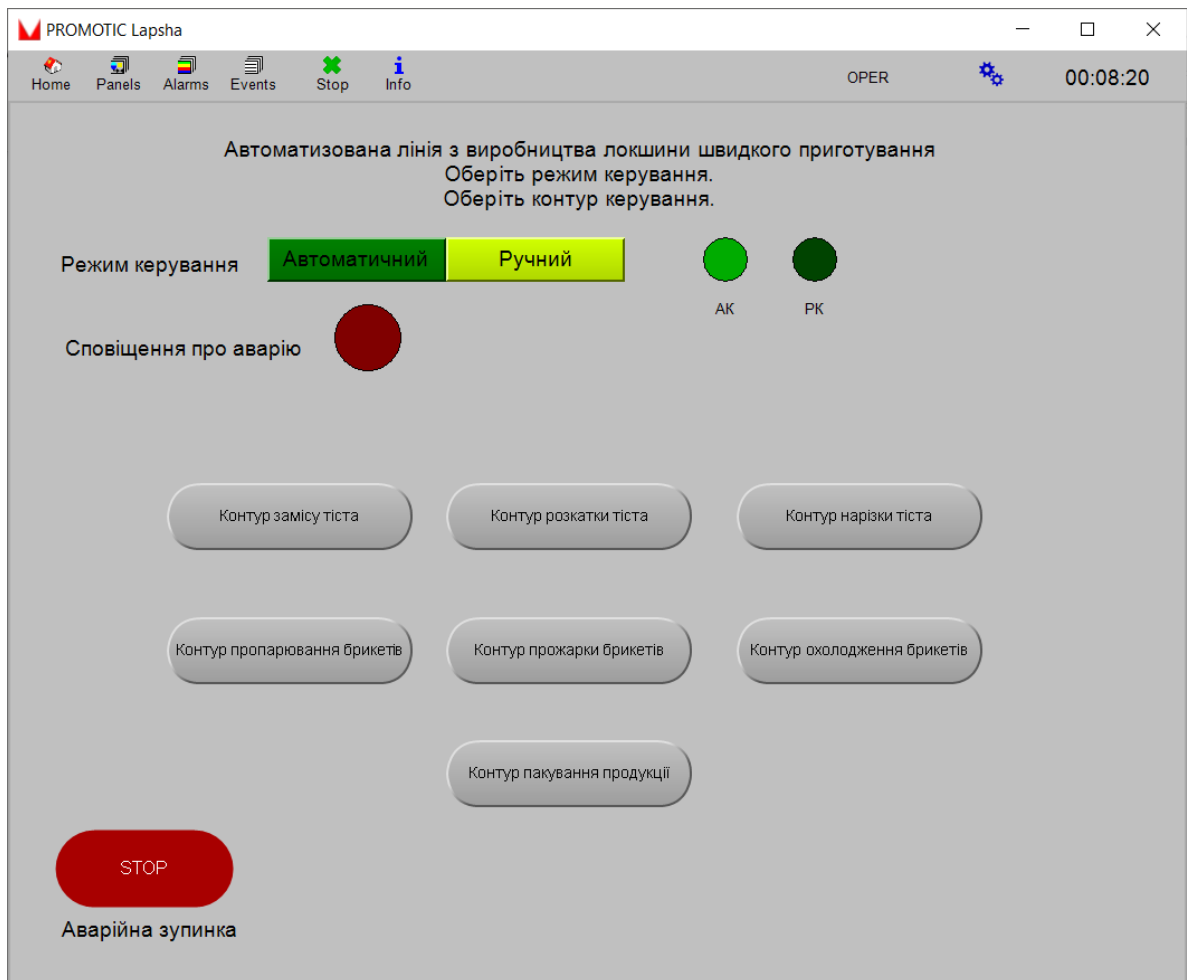 PROMOTIC Lapsha
Home Panels Alarms Events Stop Info OPER 00:08:20
Автоматизована лінія з виробництва локшини швидкого приготування
Оберіть режим керування.
Оберіть контур керування.
Режим керування Автоматичний Ручний
АК РК
Сповіщення про аварію
Контур замісу тіста Контур розкатки тіста Контур нарізки тіста
Контур пропарювання брикетів Контур прожарки брикетів Контур охолодження брикетів
Контур пакування продукції
STOP
Аварійна зупинка